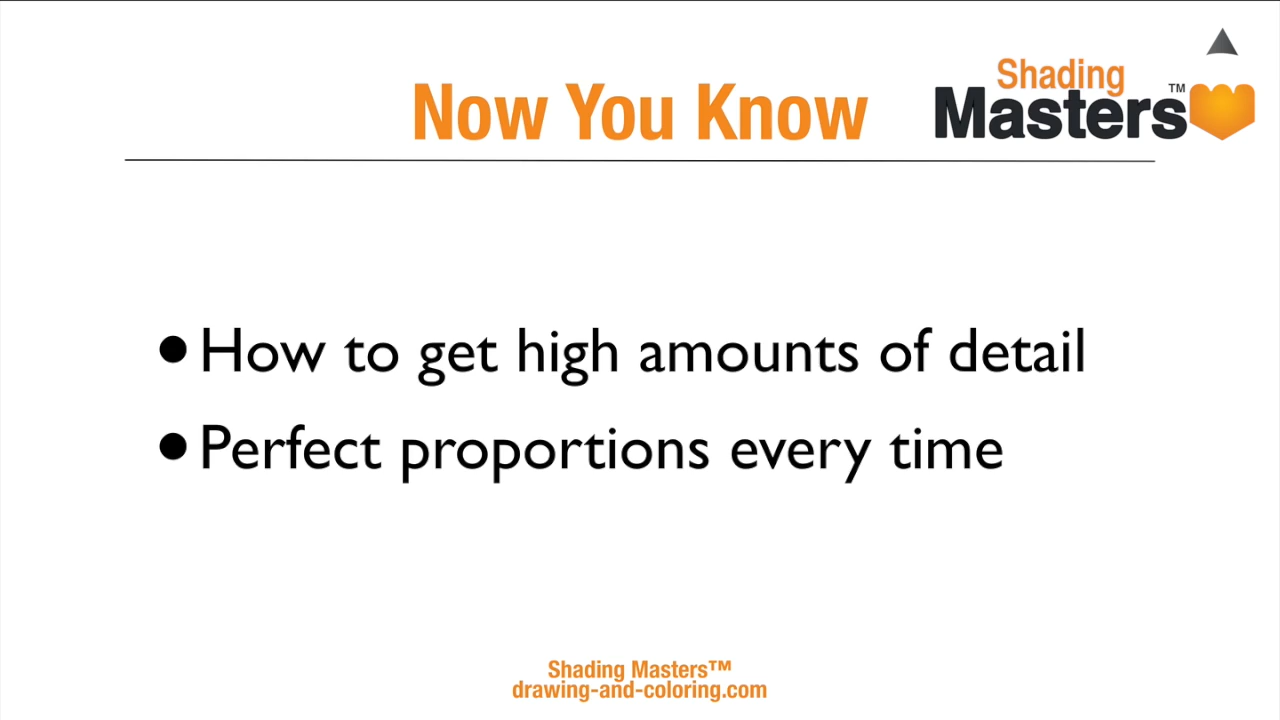 Now You Know
Shading
Masters™
•How to get high amounts of detail
•Perfect proportions every time
Shading Masters™
drawing-and-coloring.com